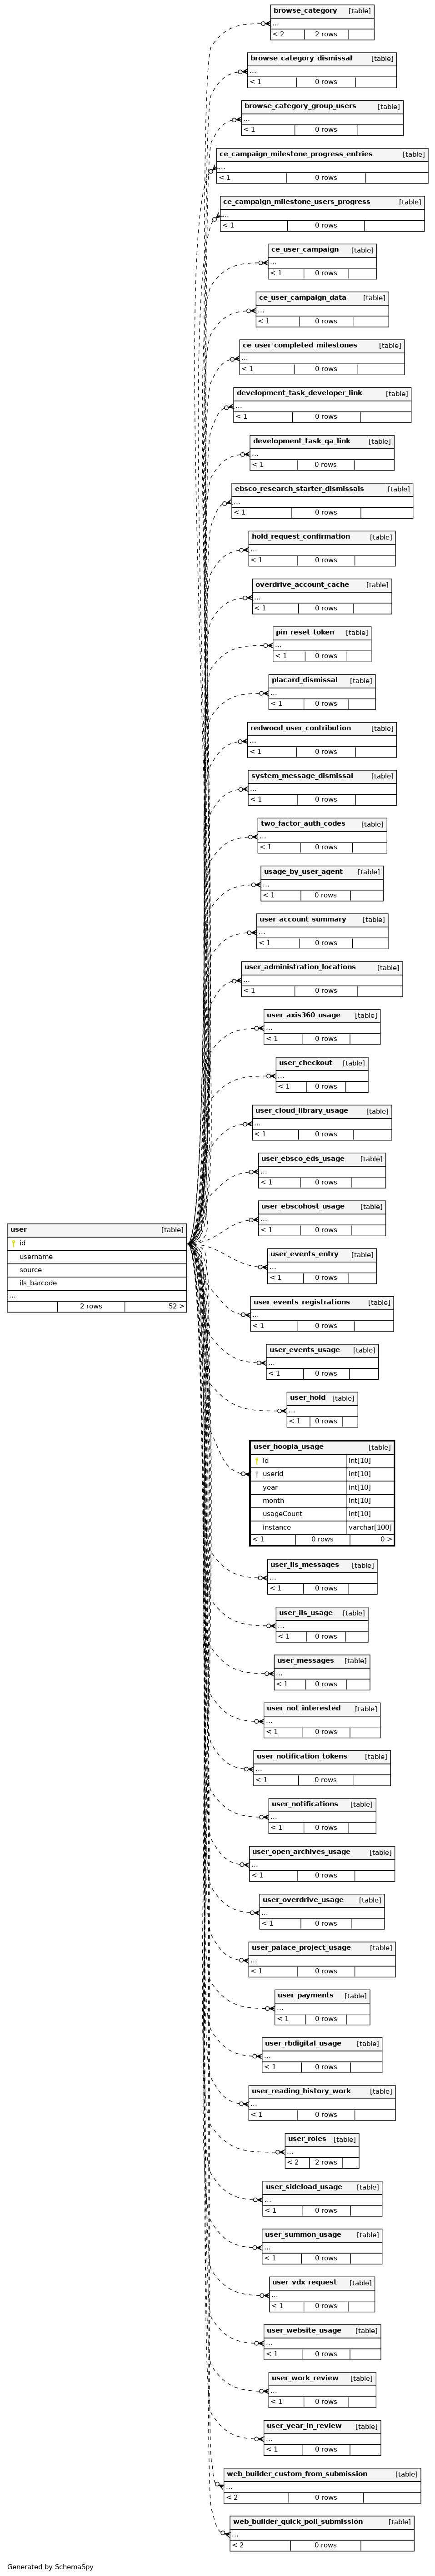 browse_category [table]
...
< 2 2 rows
browse_category_dismissal [table]
...
< 1 0 rows
browse_category_group_users [table]
...
< 1 0 rows
ce_campaign_milestone_progress_entries [table]
...
< 1 0 rows
ce_campaign_milestone_users_progress [table]
...
< 1 0 rows
ce_user_campaign [table]
...
< 1 0 rows
ce_user_campaign_data [table]
...
< 1 0 rows
ce_user_completed_milestones [table]
...
< 1 0 rows
development_task_developer_link [table]
...
< 1 0 rows
development_task_qa_link [table]
...
< 1 0 rows
ebsco_research_starter_dismissals [table]
...
< 1 0 rows
hold_request_confirmation [table]
...
< 1 0 rows
overdrive_account_cache [table]
...
< 1 0 rows
pin_reset_token [table]
...
< 1 0 rows
placard_dismissal [table]
...
< 1 0 rows
redwood_user_contribution [table]
...
< 1 0 rows
system_message_dismissal [table]
...
< 1 0 rows
two_factor_auth_codes [table]
...
< 1 0 rows
usage_by_user_agent [table]
...
< 1 0 rows
user_account_summary [table]
...
< 1 0 rows
user_administration_locations [table]
...
< 1 0 rows
user_axis360_usage [table]
...
< 1 0 rows
user_checkout [table]
...
< 1 0 rows
user_cloud_library_usage [table]
...
< 1 0 rows
user_ebsco_eds_usage [table]
...
< 1 0 rows
user_ebscohost_usage [table]
...
< 1 0 rows
user [table]
id
username
source
ils_barcode
...
2 rows 52 >
user_events_entry [table]
...
< 1 0 rows
user_events_registrations [table]
...
< 1 0 rows
user_events_usage [table]
...
< 1 0 rows
user_hold [table]
...
< 1 0 rows
user_hoopla_usage [table]
id int[10]
userId int[10]
year int[10]
month int[10]
usageCount int[10]
instance varchar[100]
< 1 0 rows 0 >
user_ils_messages [table]
...
< 1 0 rows
user_ils_usage [table]
...
< 1 0 rows
user_messages [table]
...
< 1 0 rows
user_not_interested [table]
...
< 1 0 rows
user_notification_tokens [table]
...
< 1 0 rows
user_notifications [table]
...
< 1 0 rows
user_open_archives_usage [table]
...
< 1 0 rows
user_overdrive_usage [table]
...
< 1 0 rows
user_palace_project_usage [table]
...
< 1 0 rows
user_payments [table]
...
< 1 0 rows
user_rbdigital_usage [table]
...
< 1 0 rows
user_reading_history_work [table]
...
< 1 0 rows
user_roles [table]
...
< 2 2 rows
user_sideload_usage [table]
...
< 1 0 rows
user_summon_usage [table]
...
< 1 0 rows
user_vdx_request [table]
...
< 1 0 rows
user_website_usage [table]
...
< 1 0 rows
user_work_review [table]
...
< 1 0 rows
user_year_in_review [table]
...
< 1 0 rows
web_builder_custom_from_submission [table]
...
< 2 0 rows
web_builder_quick_poll_submission [table]
...
< 2 0 rows
Generated by SchemaSpy